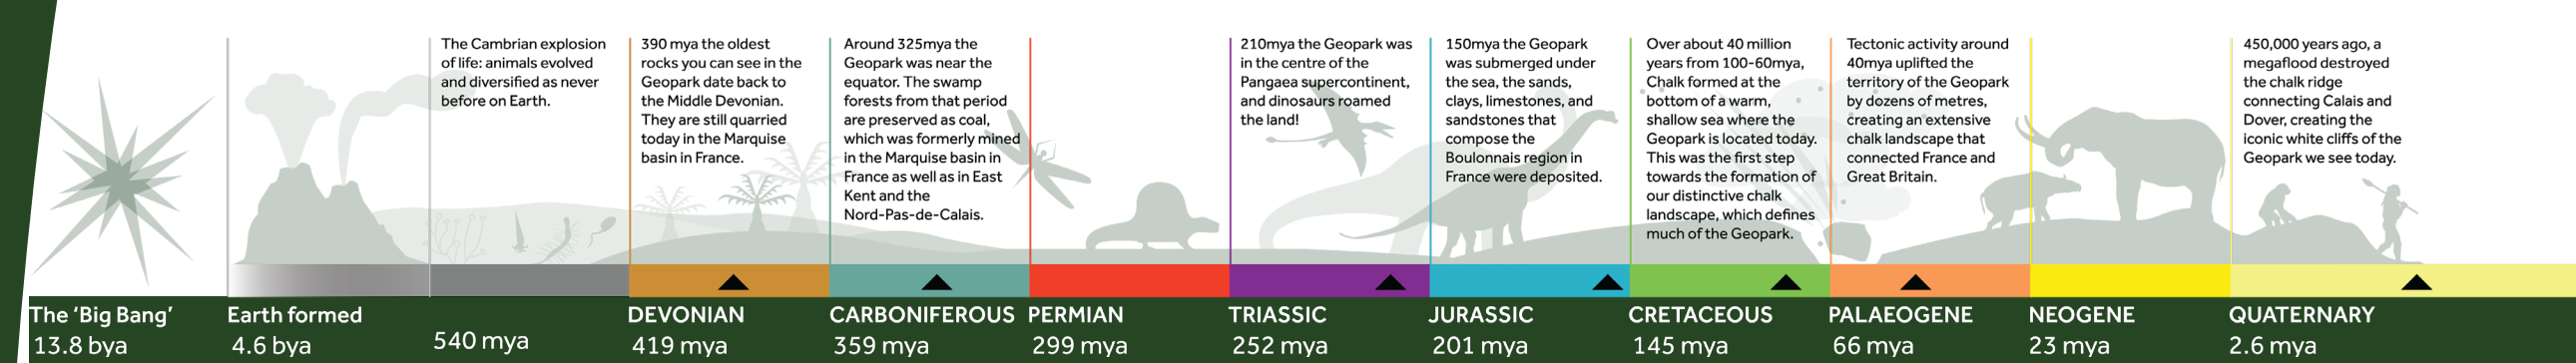 The Cambrian explosion
of life: animals evolved
and diversified as never
before on Earth.
390 mya the oldest
rocks you can see in the
Geopark date back to
the Middle Devonian.
They are still quarried
today in the Marquise
basin in France.
Around 325mya the
Geopark was near the
equator. The swamp
forests from that period
are preserved as coal,
which was formerly mined
in the Marquise basin in
France as well as in East
Kent and the
Nord-Pas-de-Calais.
210mya the Geopark was
in the centre of the
Pangaea supercontinent,
and dinosaurs roamed
the land!
150mya the Geopark
was submerged under
the sea, the sands,
clays, limestones, and
sandstones that
compose the
Boulonnais region in
France were deposited.
Over about 40 million
years from 100-60mya,
Chalk formed at the
bottom of a warm,
shallow sea where the
Geopark is located today.
This was the first step
towards the formation of
our distinctive chalk
landscape, which defines
much of the Geopark.
Tectonic activity around
40mya uplifted the
territory of the Geopark
by dozens of metres,
creating an extensive
chalk landscape that
connected France and
Great Britain.
450,000 years ago, a
megaflood destroyed
the chalk ridge
connecting Calais and
Dover, creating the
iconic white cliffs of the
Geopark we see today.
The ‘Big Bang’
13.8 bya
Earth formed
4.6 bya
540 mya
DEVONIAN
419 mya
CARBONIFEROUS
359 mya
PERMIAN
299 mya
TRIASSIC
252 mya
JURASSIC
201 mya
CRETACEOUS
145 mya
PALAEOGENE
66 mya
NEOGENE
23 mya
QUATERNARY
2.6 mya